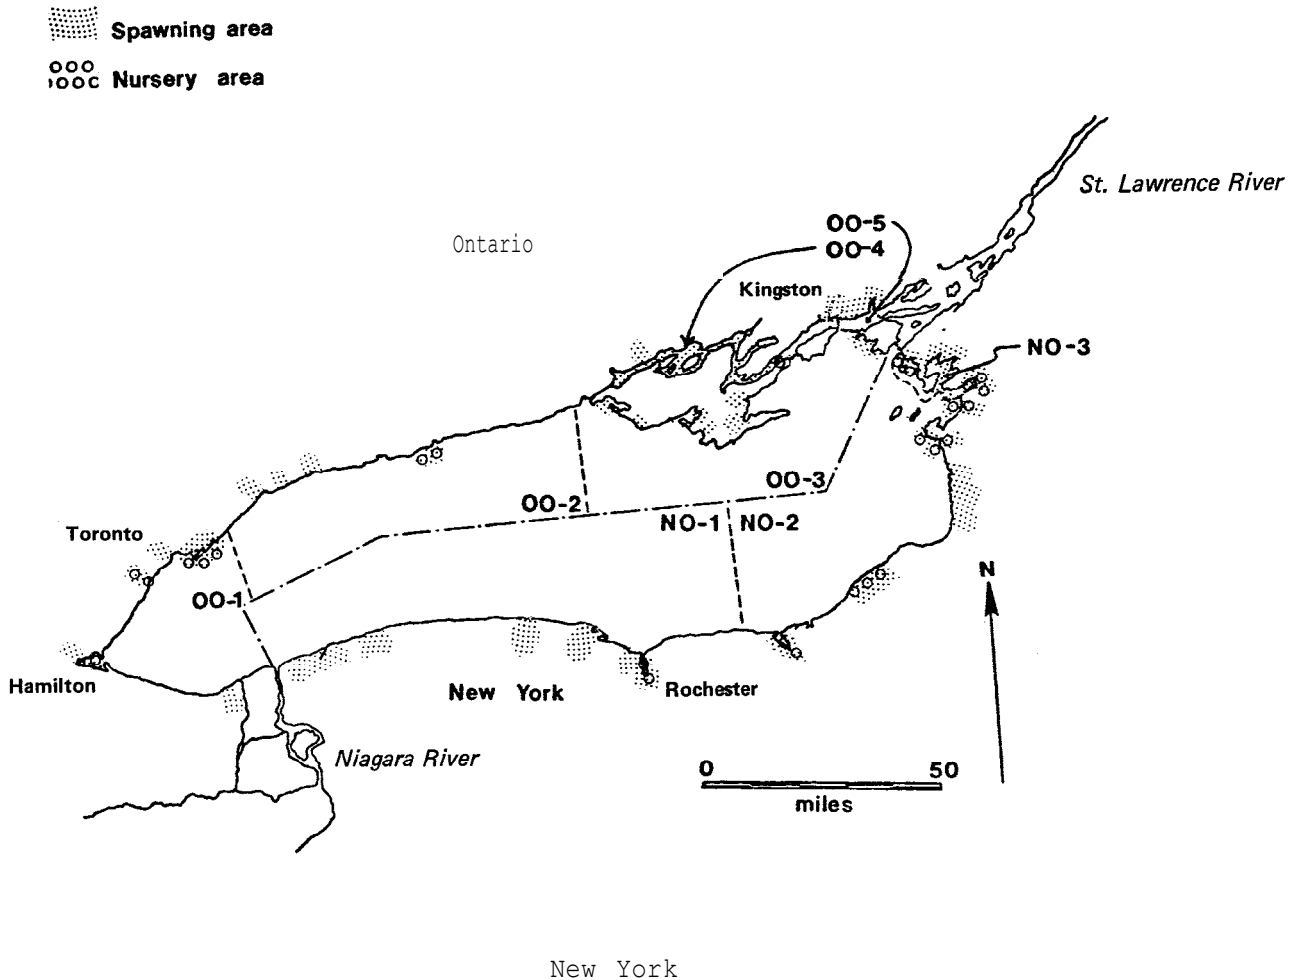 Spawning area
Nursery area
St. Lawrence River
OO-5
Ontario
OO-4
Kingston
NO-3
OO-3
OO-2
NO-1 NO-2
Toronto
N
OO-1
Hamilton
New York
Rochester
Niagara River
0 50
miles
New York